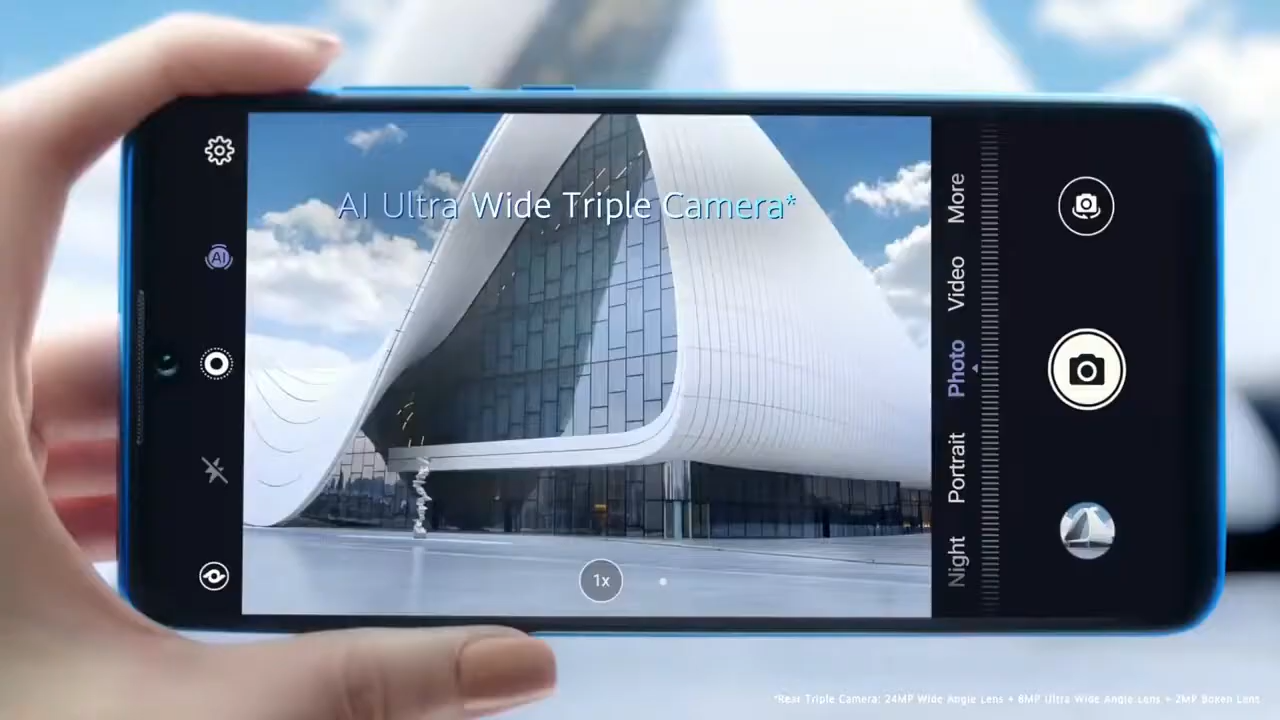 AI Ultra Wide Triple Camera*
AI
More
Video
Photo
Portrait
Night
1x
*Rear Triple Camera: 24MP Wide Angle Lens + 8MP Ultra Wide Angle Lens + 2MP Bokeh Lens